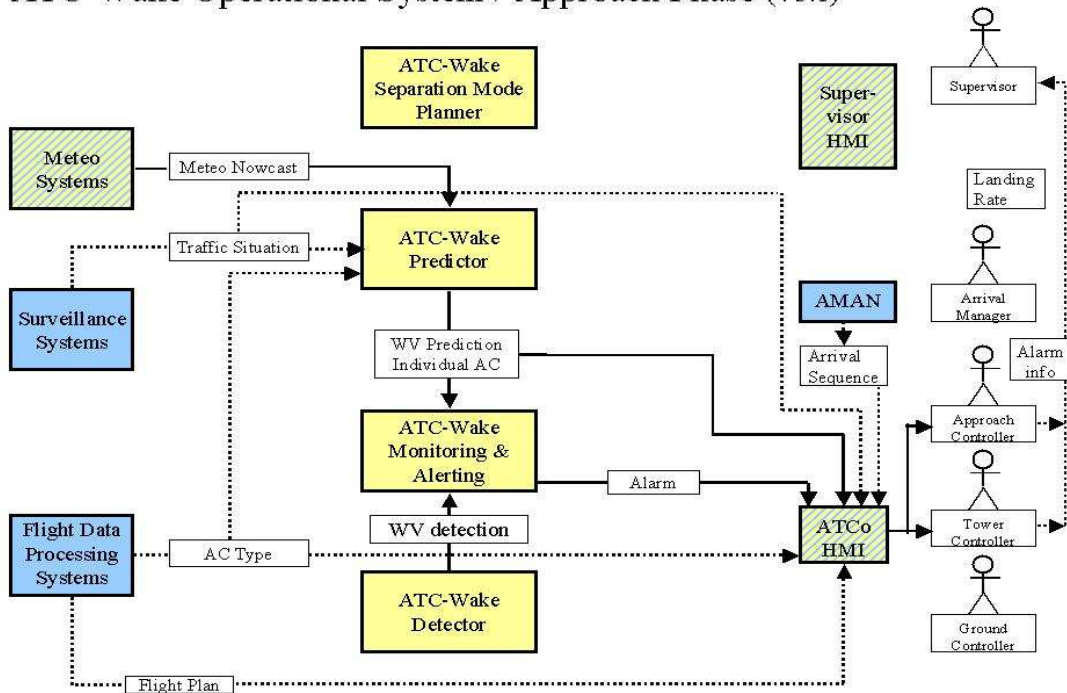 ATC-Wake Operational System : Approach Phase
ATC-Wake
Separation Mode
Planner
Super-
visor
HMI
Supervisor
Meteo
Systems
Meteo Nowcast
Landing
Rate
Traffic Situation
ATC-Wake
Predictor
Surveillance
Systems
AMAN
Arrival
Manager
WV Prediction
Individual AC
Arrival
Sequence
Alarm
info
ATC-Wake
Monitoring &
Alerting
Approach
Controller
Alarm
Flight Data
Processing
Systems
AC Type
WV detection
ATCo
HMI
Tower
Controller
ATC-Wake
Detector
Ground
Controller
Flight Plan